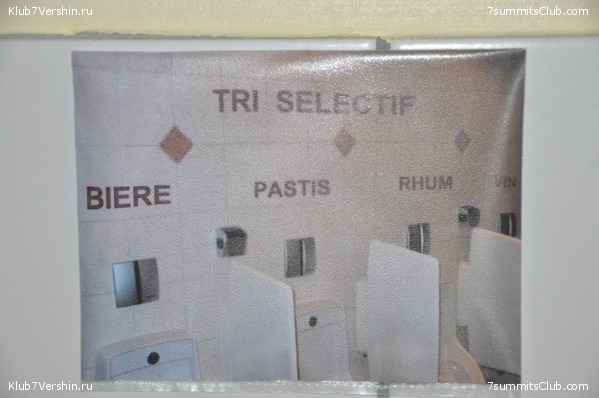 Klub7Vershin.ru
7summitsClub.com
TRI SELECTIF
BIERE PASTIS RHUM VIN
Klub7Vershin.ru
7summitsClub.com